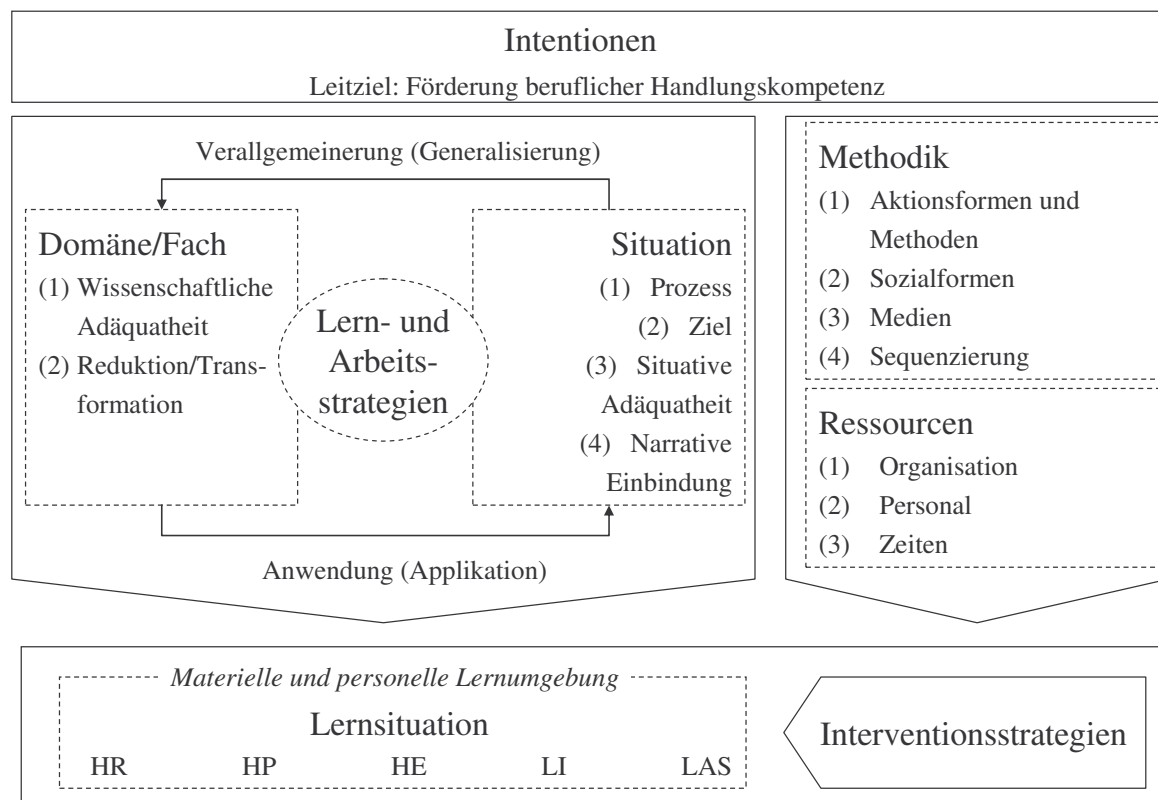 Intentionen
Leitziel: Förderung beruflicher Handlungskompetenz
Verallgemeinerung (Generalisierung)
Domäne/Fach
(1) Wissenschaftliche
Adäquatheit
(2) Reduktion/Trans-
formation
Lern- und
Arbeits-
strategien
Situation
(1) Prozess
(2) Ziel
(3) Situative
Adäquatheit
(4) Narrative
Einbindung
Anwendung (Applikation)
Methodik
(1) Aktionsformen und
Methoden
(2) Sozialformen
(3) Medien
(4) Sequenzierung
Ressourcen
(1) Organisation
(2) Personal
(3) Zeiten
Materielle und personelle Lernumgebung
Lernsituation
HR HP HE LI LAS
Interventionsstrategien